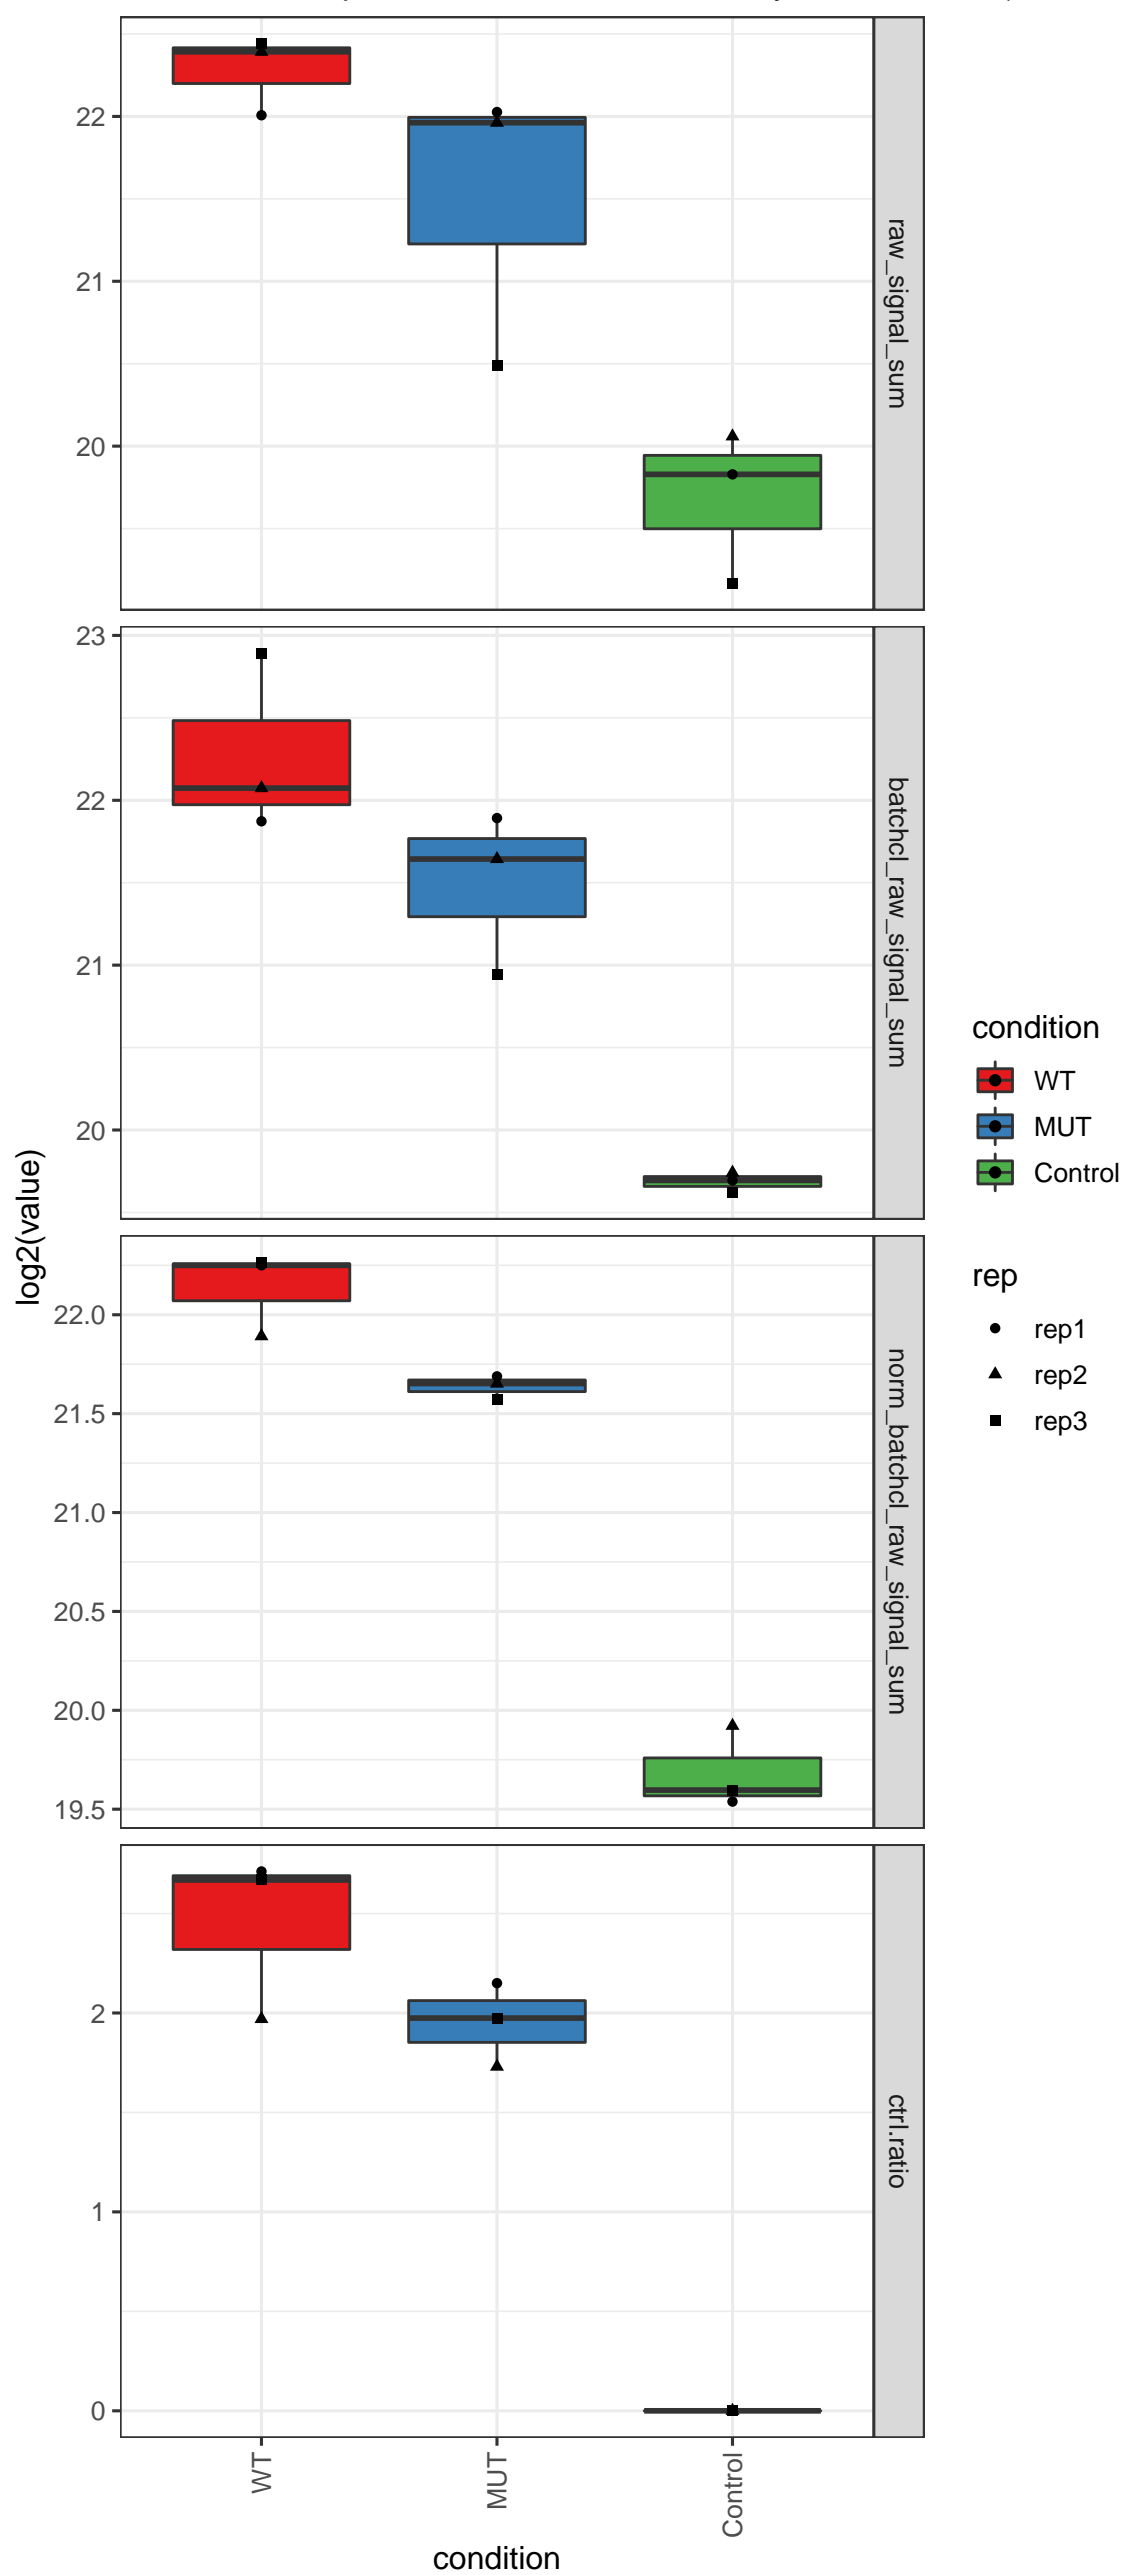 22
21
20
raw_signal_sum
23
22
21
20
batchcl_raw_signal_sum
22.0
21.5
21.0
20.5
20.0
19.5
norm_batchcl_raw_signal_sum
2
1
0
ctrl.ratio
log2(value)
WT
MUT
Control
condition
condition
WT
MUT
Control
rep
rep1
rep2
rep3